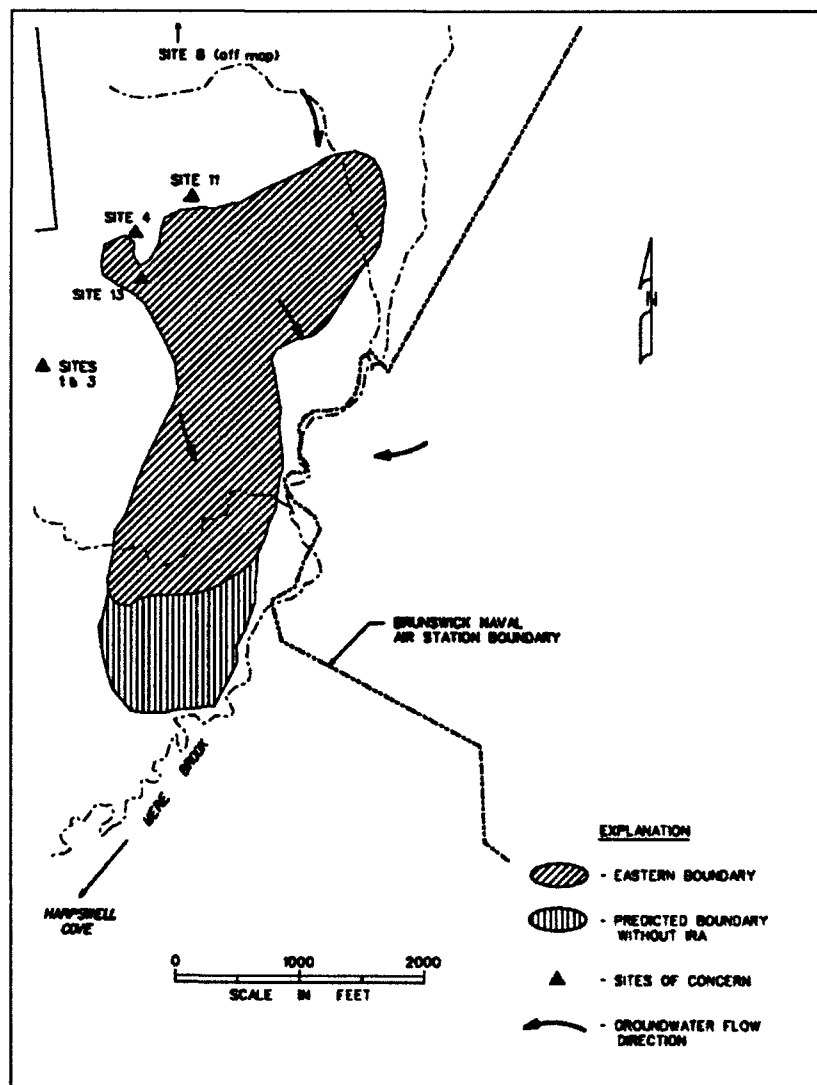 SITE 8 (off map)
SITE 11
SITE 4
SITE 13
SITES
1 & 3
N
BRUNSWICK NAVAL
AIR STATION BOUNDARY
MERE BROOK
HARPSWELL
COVE
0 1000 2000
SCALE IN FEET
EXPLANATION
- EASTERN BOUNDARY
- PREDICTED BOUNDARY
WITHOUT IRA
- SITES OF CONCERN
- GROUNDWATER FLOW
DIRECTION